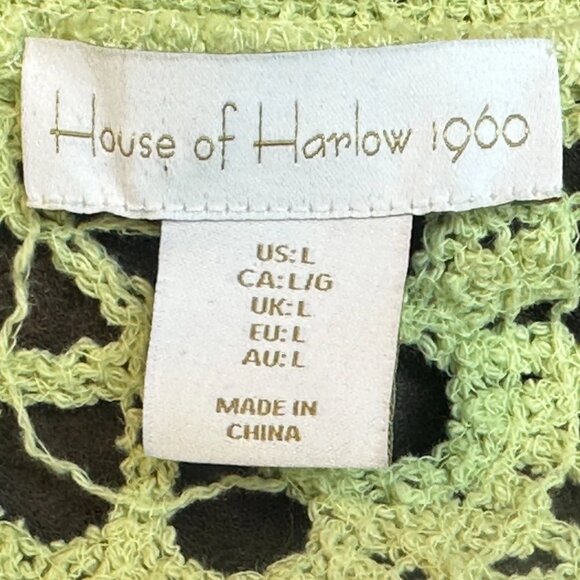 House of Harlow 1960
US: L
CA: L/G
UK: L
EU: L
AU: L
MADE IN
CHINA